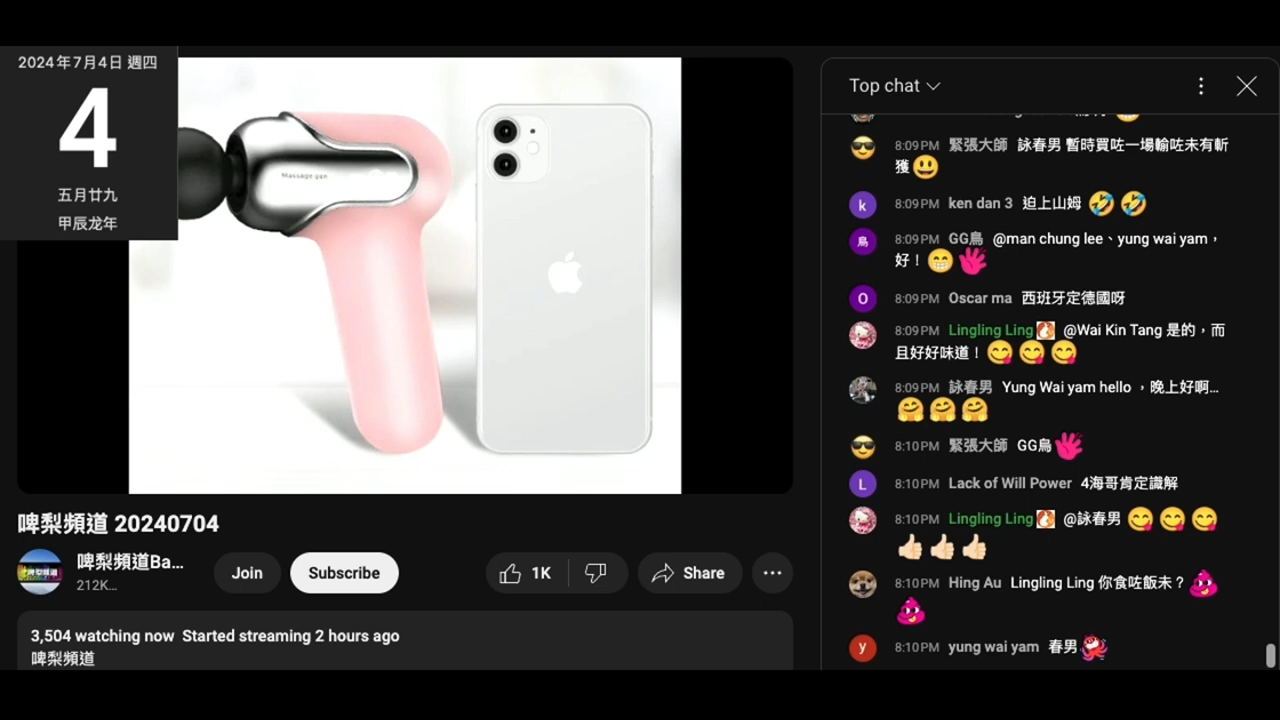 2024年7月4日 週四
4
五月廿九
甲辰龙年
Massage gun
啤梨頻道 20240704
啤梨頻道Ba...
212K...
Join
Subscribe
1K
Share
3,504 watching now Started streaming 2 hours ago
啤梨頻道
Top chat
8:09PM 緊張大師 詠春男 暫時買咗一場輸咗未有斬
獲😃
k
8:09PM ken dan 3 迫上山姆 🤣 🤣
鳥
8:09PM GG鳥 @man chung lee、yung wai yam，
好！😁
O
8:09PM Oscar ma 西班牙定德國呀
8:09PM Lingling Ling @Wai Kin Tang 是的，而
且好好味道！😋 😋 😋
8:09PM 詠春男 Yung Wai yam hello ，晚上好啊...
🤗 🤗 🤗
8:10PM 緊張大師 GG鳥
L
8:10PM Lack of Will Power 4海哥肯定識解
8:10PM Lingling Ling @詠春男 😋 😋 😋
👍🏻 👍🏻 👍🏻
8:10PM Hing Au Lingling Ling 你食咗飯未？
y
8:10PM yung wai yam 春男